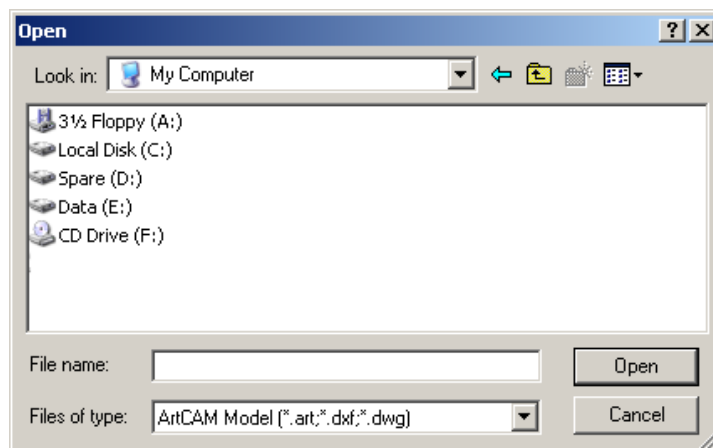 Open
Look in: My Computer
3½ Floppy (A:)
Local Disk (C:)
Spare (D:)
Data (E:)
CD Drive (F:)
File name: Open
Files of type: ArtCAM Model (*.art;*.dxf;*.dwg) Cancel